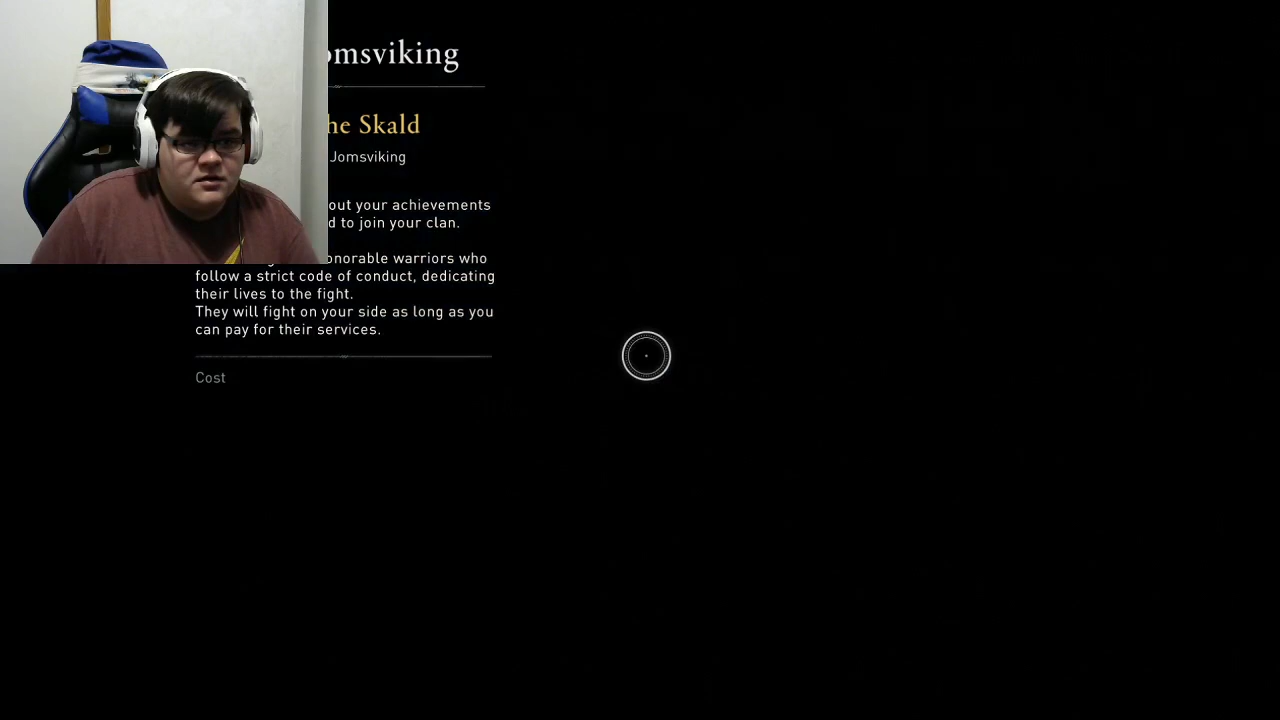 omsviking
he Skald
Jomsviking
out your achievements
d to join your clan.
onorable warriors who
follow a strict code of conduct, dedicating
their lives to the fight.
They will fight on your side as long as you
can pay for their services.
Cost